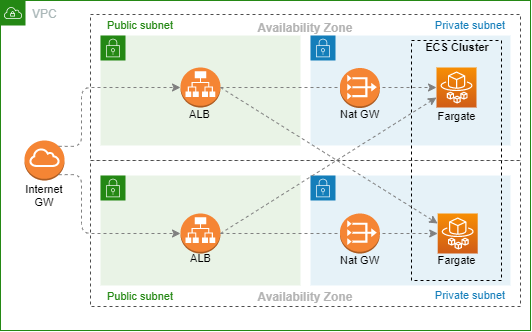 VPC
Public subnet
Availability Zone
Private subnet
ECS Cluster
ALB
Nat GW
Fargate
Internet
GW
ALB
Nat GW
Fargate
Public subnet
Availability Zone
Private subnet